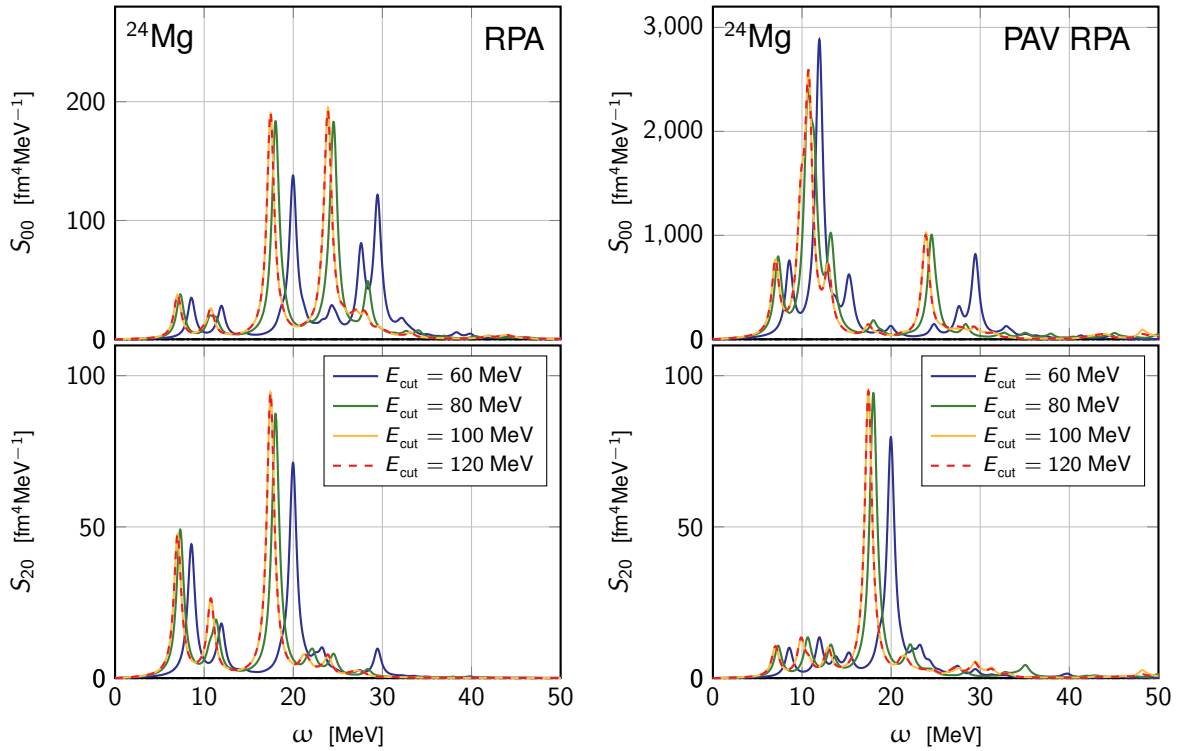 ²⁴Mg RPA
S₀₀ [fm⁴MeV⁻¹]
200
100
0
²⁴Mg PAV RPA
S₀₀ [fm⁴MeV⁻¹]
3,000
2,000
1,000
0
S₂₀ [fm⁴MeV⁻¹]
100
50
0
E_cut = 60 MeV
E_cut = 80 MeV
E_cut = 100 MeV
E_cut = 120 MeV
0 10 20 30 40 50
ω [MeV]
S₂₀ [fm⁴MeV⁻¹]
100
50
0
E_cut = 60 MeV
E_cut = 80 MeV
E_cut = 100 MeV
E_cut = 120 MeV
0 10 20 30 40 50
ω [MeV]